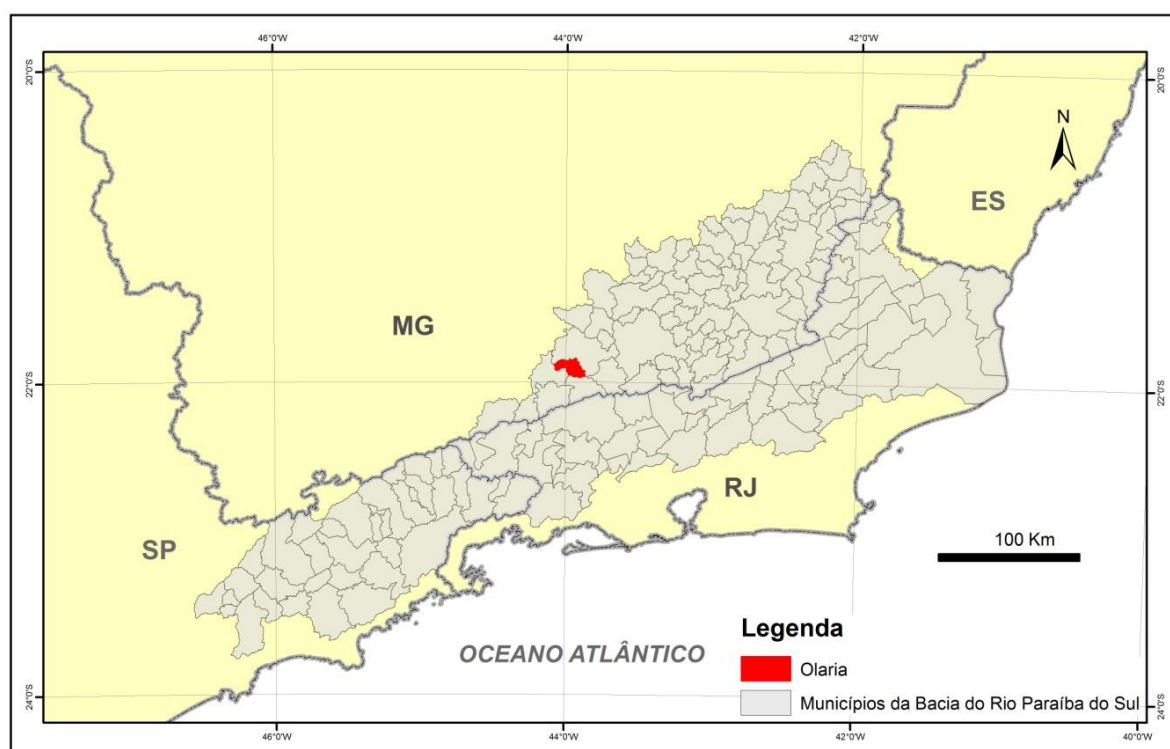 46°0'W
44°0'W
42°0'W
20°0'S
20°0'S
N
ES
MG
22°0'S
22°0'S
RJ
SP
100 Km
Legenda
OCEANO ATLÂNTICO
Olaria
Municípios da Bacia do Rio Paraíba do Sul
24°0'S
24°0'S
46°0'W
44°0'W
42°0'W
40°0'W